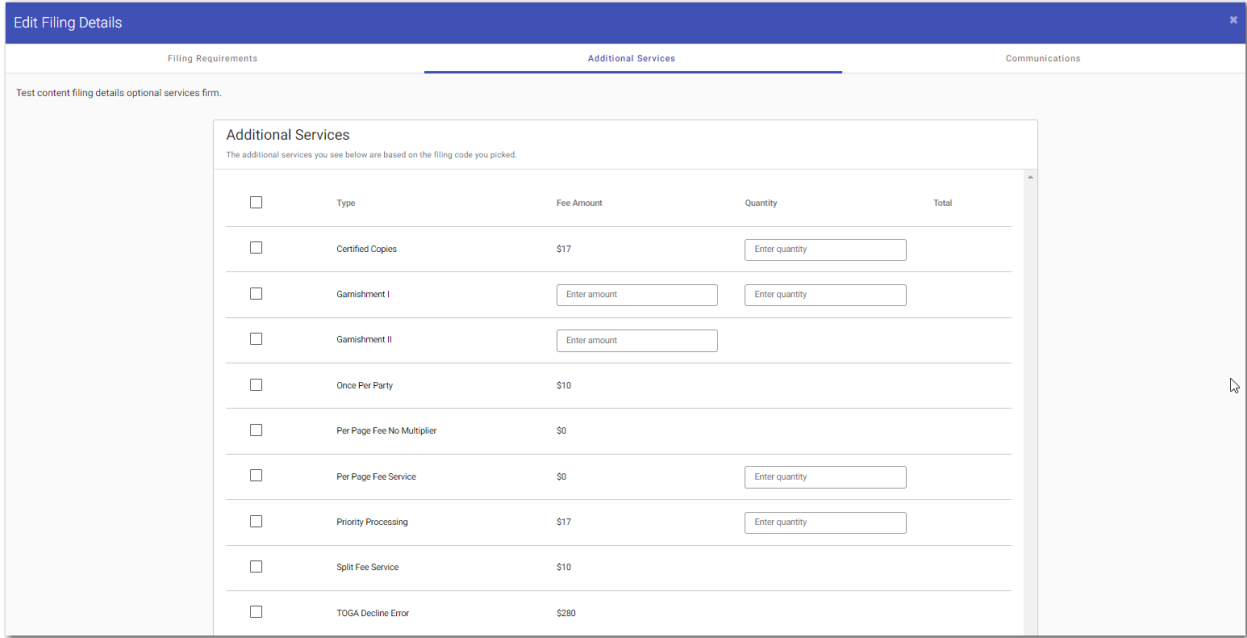 Edit Filing Details
Filing Requirements Additional Services Communications
Test content filing details optional services firm.
Additional Services
The additional services you see below are based on the filing code you picked.
Type Fee Amount Quantity Total
Certified Copies $17 Enter quantity
Garnishment I Enter amount Enter quantity
Garnishment II Enter amount
Once Per Party $10
Per Page Fee No Multiplier $0
Per Page Fee Service $0 Enter quantity
Priority Processing $17 Enter quantity
Split Fee Service $10
TOGA Decline Error $280